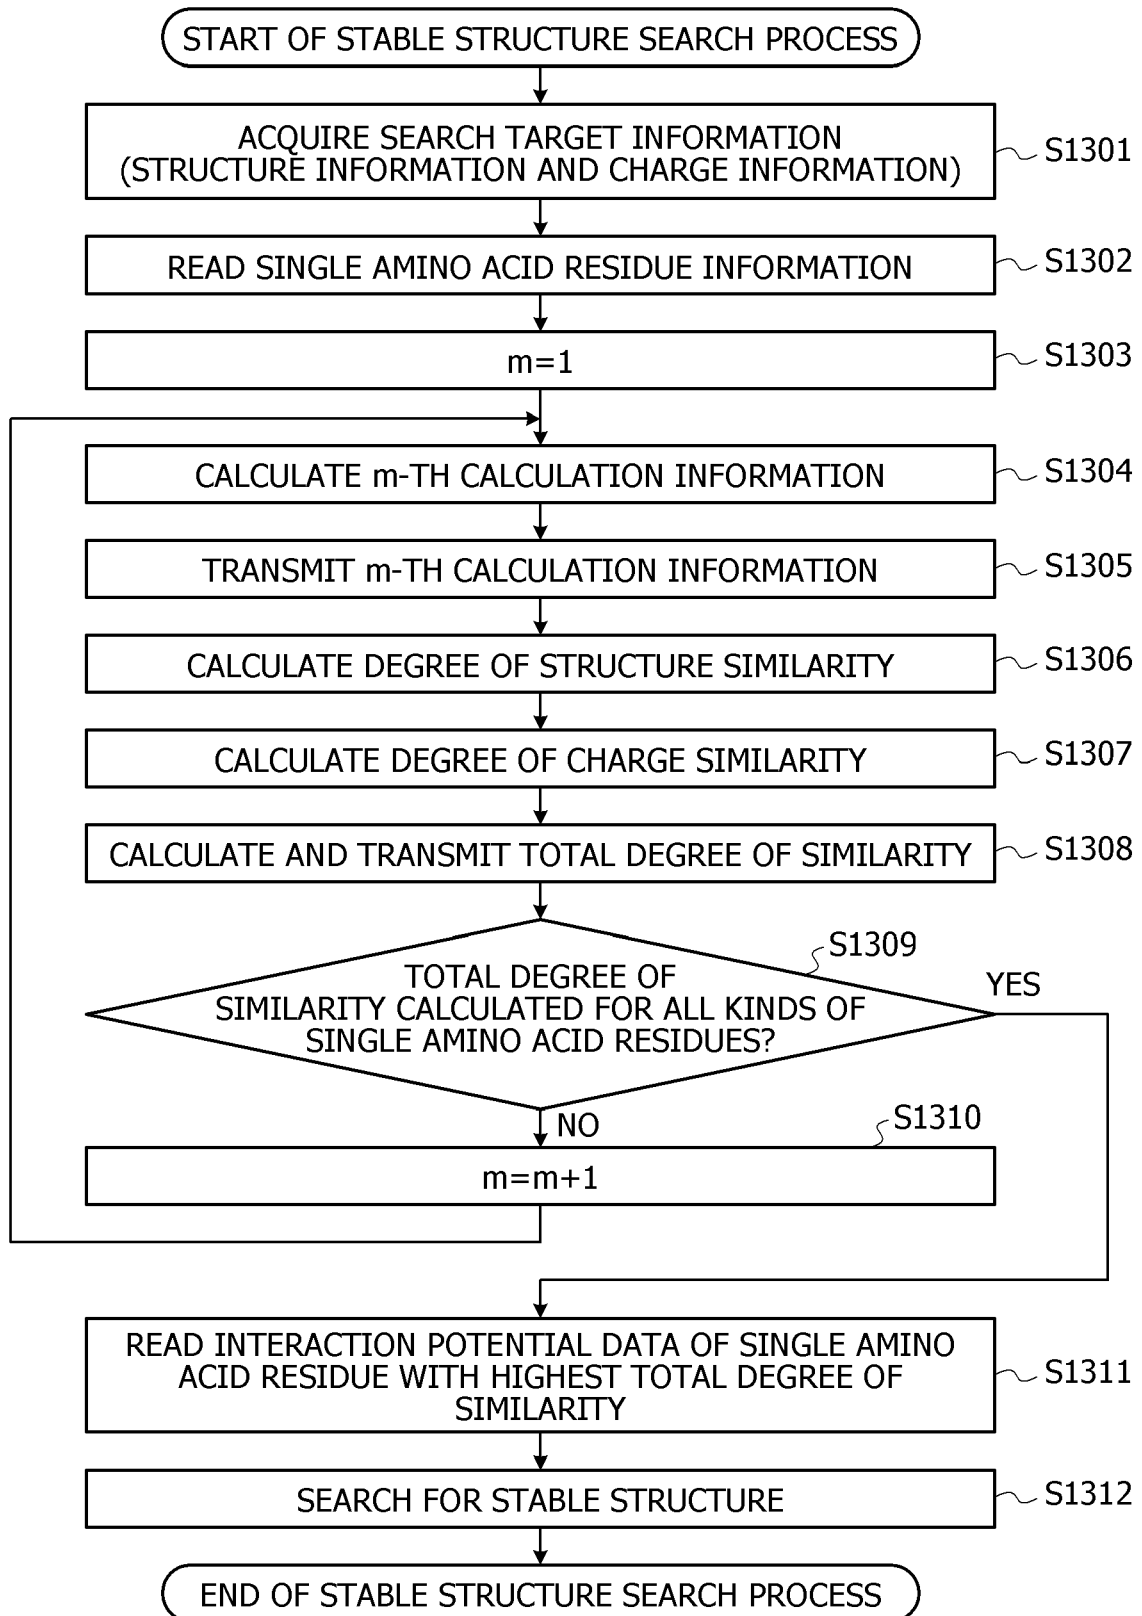 START OF STABLE STRUCTURE SEARCH PROCESS
ACQUIRE SEARCH TARGET INFORMATION
(STRUCTURE INFORMATION AND CHARGE INFORMATION)
S1301
READ SINGLE AMINO ACID RESIDUE INFORMATION
S1302
m=1
S1303
CALCULATE m-TH CALCULATION INFORMATION
S1304
TRANSMIT m-TH CALCULATION INFORMATION
S1305
CALCULATE DEGREE OF STRUCTURE SIMILARITY
S1306
CALCULATE DEGREE OF CHARGE SIMILARITY
S1307
CALCULATE AND TRANSMIT TOTAL DEGREE OF SIMILARITY
S1308
S1309
TOTAL DEGREE OF
SIMILARITY CALCULATED FOR ALL KINDS OF
SINGLE AMINO ACID RESIDUES?
YES
NO
S1310
m=m+1
READ INTERACTION POTENTIAL DATA OF SINGLE AMINO
ACID RESIDUE WITH HIGHEST TOTAL DEGREE OF
SIMILARITY
S1311
SEARCH FOR STABLE STRUCTURE
S1312
END OF STABLE STRUCTURE SEARCH PROCESS